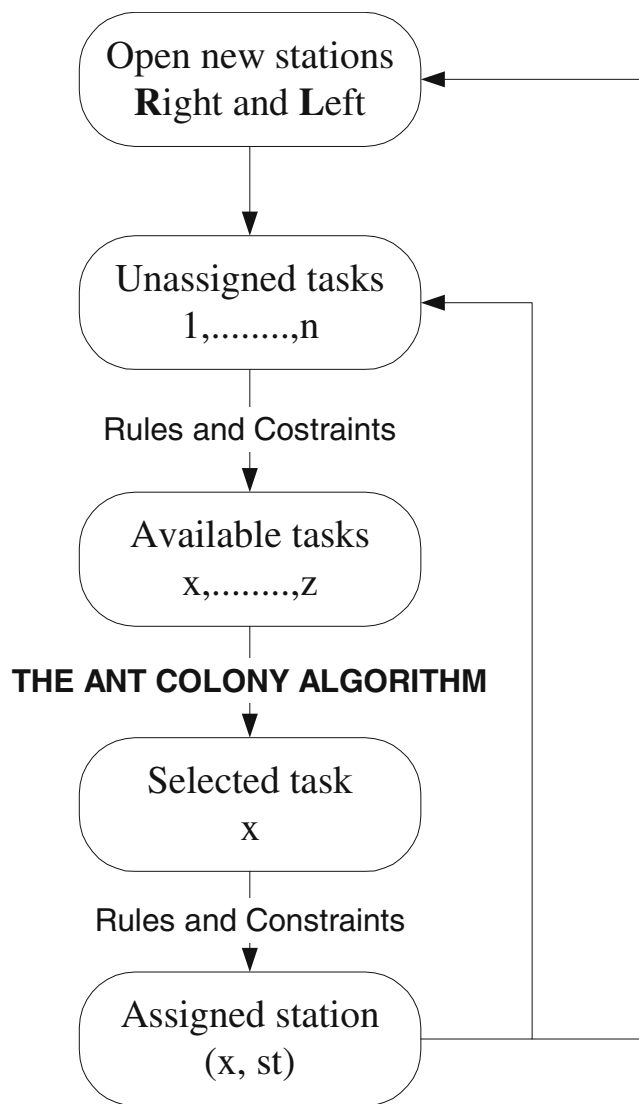 Open new stations
Right and Left
Unassigned tasks
1,........,n
Rules and Costraints
Available tasks
x,........,z
THE ANT COLONY ALGORITHM
Selected task
x
Rules and Constraints
Assigned station
(x, st)